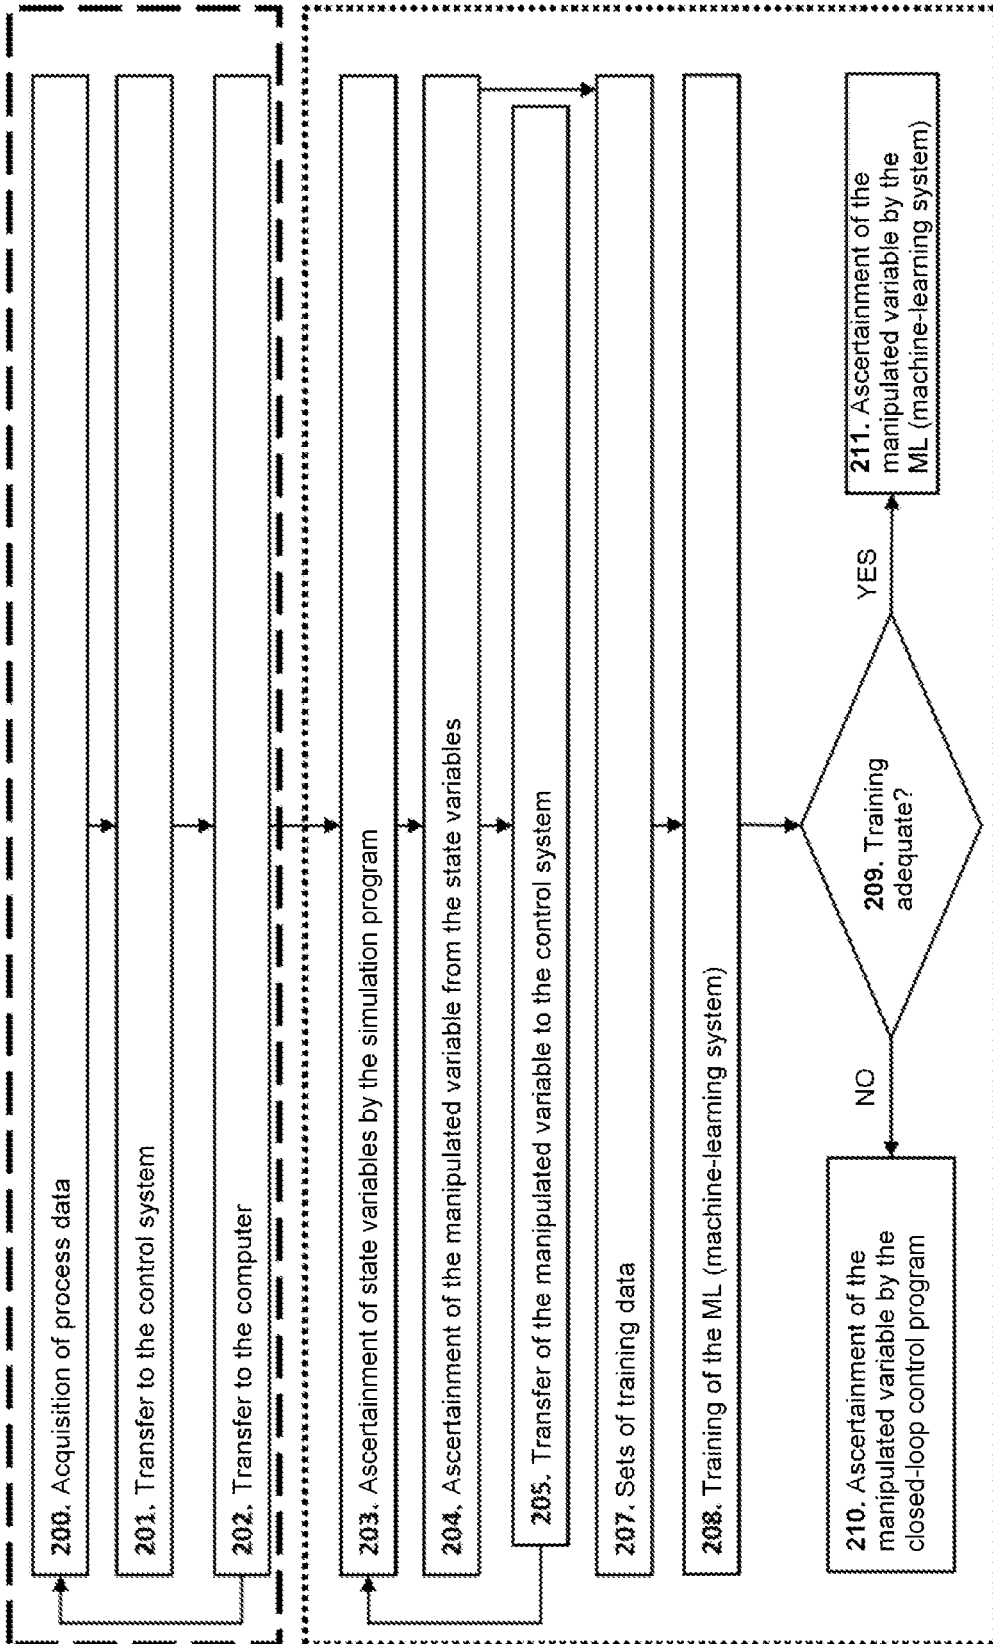 200. Acquisition of process data
201. Transfer to the control system
202. Transfer to the computer
203. Ascertainment of state variables by the simulation program
204. Ascertainment of the manipulated variable from the state variables
205. Transfer of the manipulated variable to the control system
207. Sets of training data
208. Training of the ML (machine-learning system)
209. Training
adequate?
NO
YES
210. Ascertainment of the
manipulated variable by the
closed-loop control program
211. Ascertainment of the
manipulated variable by the
ML (machine-learning system)